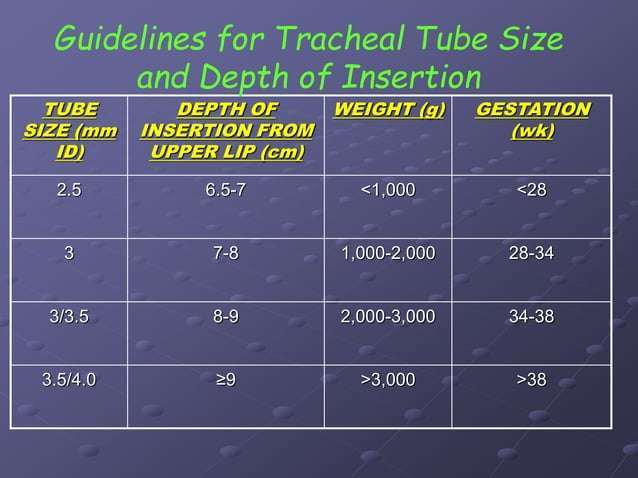 Guidelines for Tracheal Tube Size
and Depth of Insertion
TUBE SIZE (mm ID) DEPTH OF INSERTION FROM UPPER LIP (cm) WEIGHT (g) GESTATION (wk)
2.5 6.5-7 <1,000 <28
3 7-8 1,000-2,000 28-34
3/3.5 8-9 2,000-3,000 34-38
3.5/4.0 ≥9 >3,000 >38